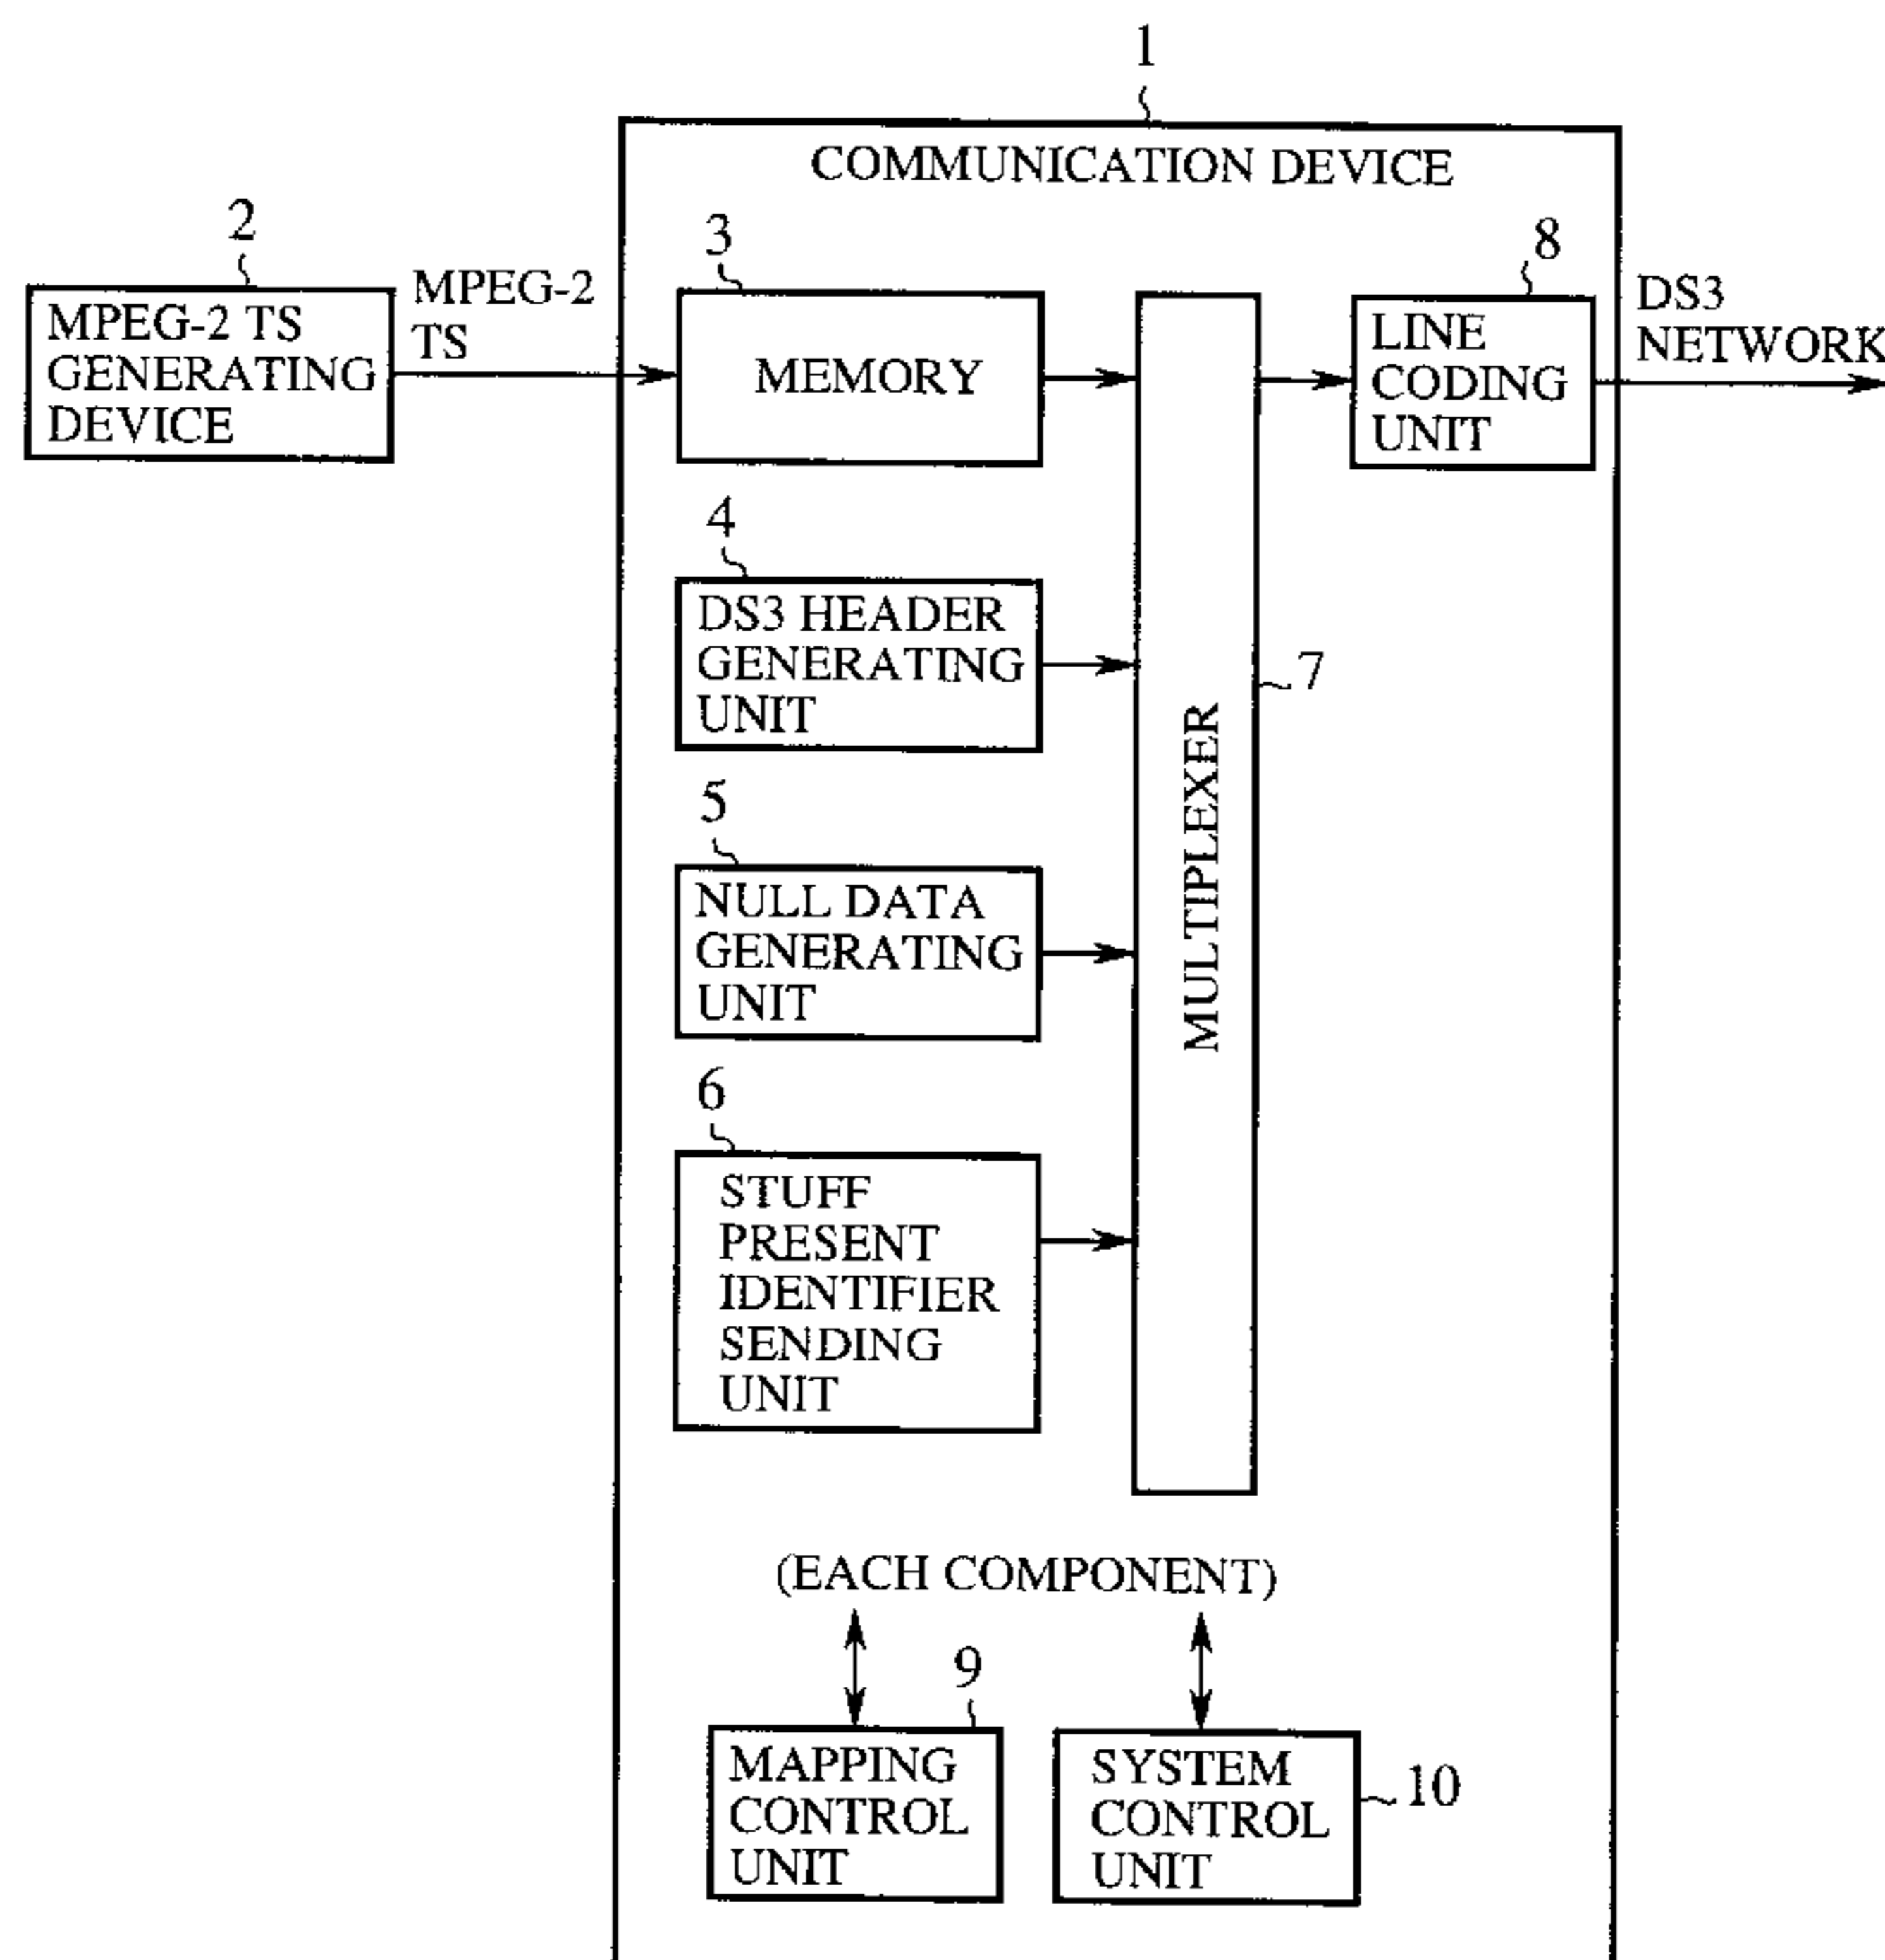 1
COMMUNICATION DEVICE
2
MPEG-2 TS
GENERATING
DEVICE
MPEG-2
TS
3
MEMORY
8
LINE
CODING
UNIT
DS3
NETWORK
4
DS3 HEADER
GENERATING
UNIT
7
MULTIPLEXER
5
NULL DATA
GENERATING
UNIT
6
STUFF
PRESENT
IDENTIFIER
SENDING
UNIT
(EACH COMPONENT)
9
MAPPING
CONTROL
UNIT
SYSTEM
CONTROL
UNIT
10